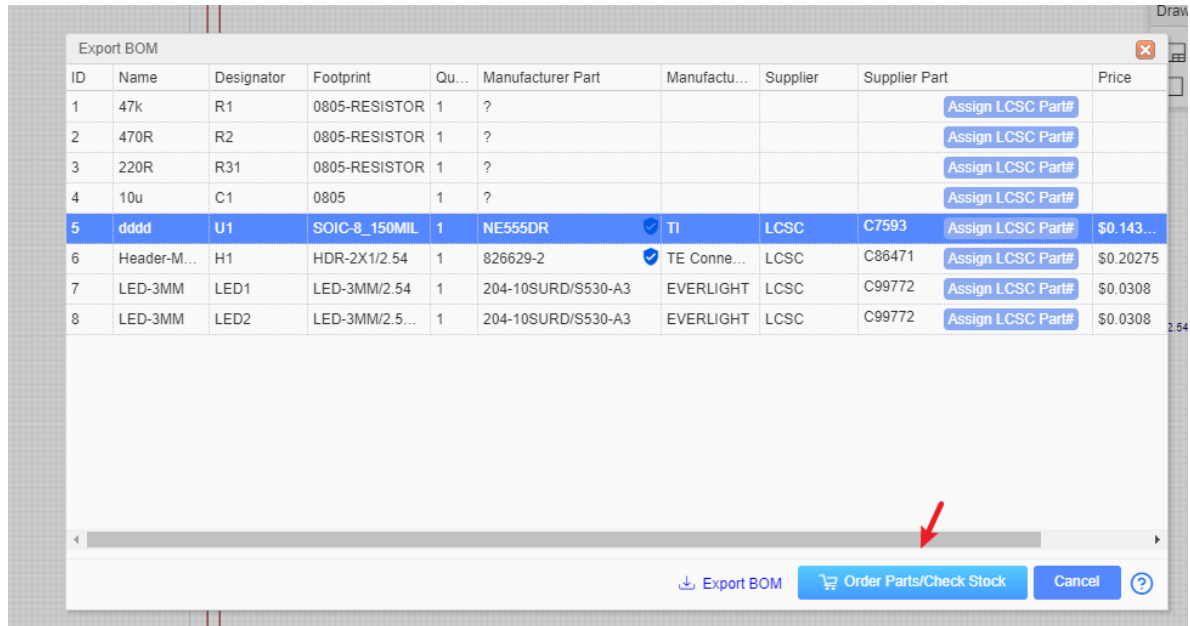 Draw
Export BOM
ID Name Designator Footprint Qu... Manufacturer Part Manufactu... Supplier Supplier Part Price
1 47k R1 0805-RESISTOR 1 ? Assign LCSC Part#
2 470R R2 0805-RESISTOR 1 ? Assign LCSC Part#
3 220R R31 0805-RESISTOR 1 ? Assign LCSC Part#
4 10u C1 0805 1 ? Assign LCSC Part#
5 dddd U1 SOIC-8_150MIL 1 NE555DR TI LCSC C7593 Assign LCSC Part# $0.143...
6 Header-M... H1 HDR-2X1/2.54 1 826629-2 TE Conne... LCSC C86471 Assign LCSC Part# $0.20275
7 LED-3MM LED1 LED-3MM/2.54 1 204-10SURD/S530-A3 EVERLIGHT LCSC C99772 Assign LCSC Part# $0.0308
8 LED-3MM LED2 LED-3MM/2.5... 1 204-10SURD/S530-A3 EVERLIGHT LCSC C99772 Assign LCSC Part# $0.0308
2.54
Export BOM Order Parts/Check Stock Cancel ?